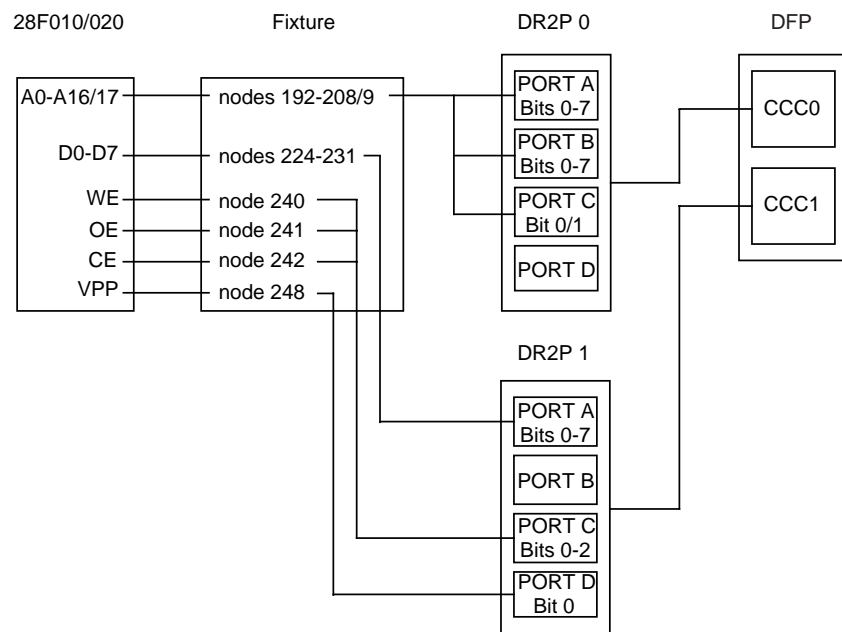 28F010/020
Fixture
DR2P 0
DFP
A0-A16/17
nodes 192-208/9
PORT A
Bits 0-7
CCC0
D0-D7
nodes 224-231
PORT B
Bits 0-7
WE
node 240
PORT C
Bit 0/1
CCC1
OE
node 241
CE
node 242
PORT D
VPP
node 248
DR2P 1
PORT A
Bits 0-7
PORT B
PORT C
Bits 0-2
PORT D
Bit 0